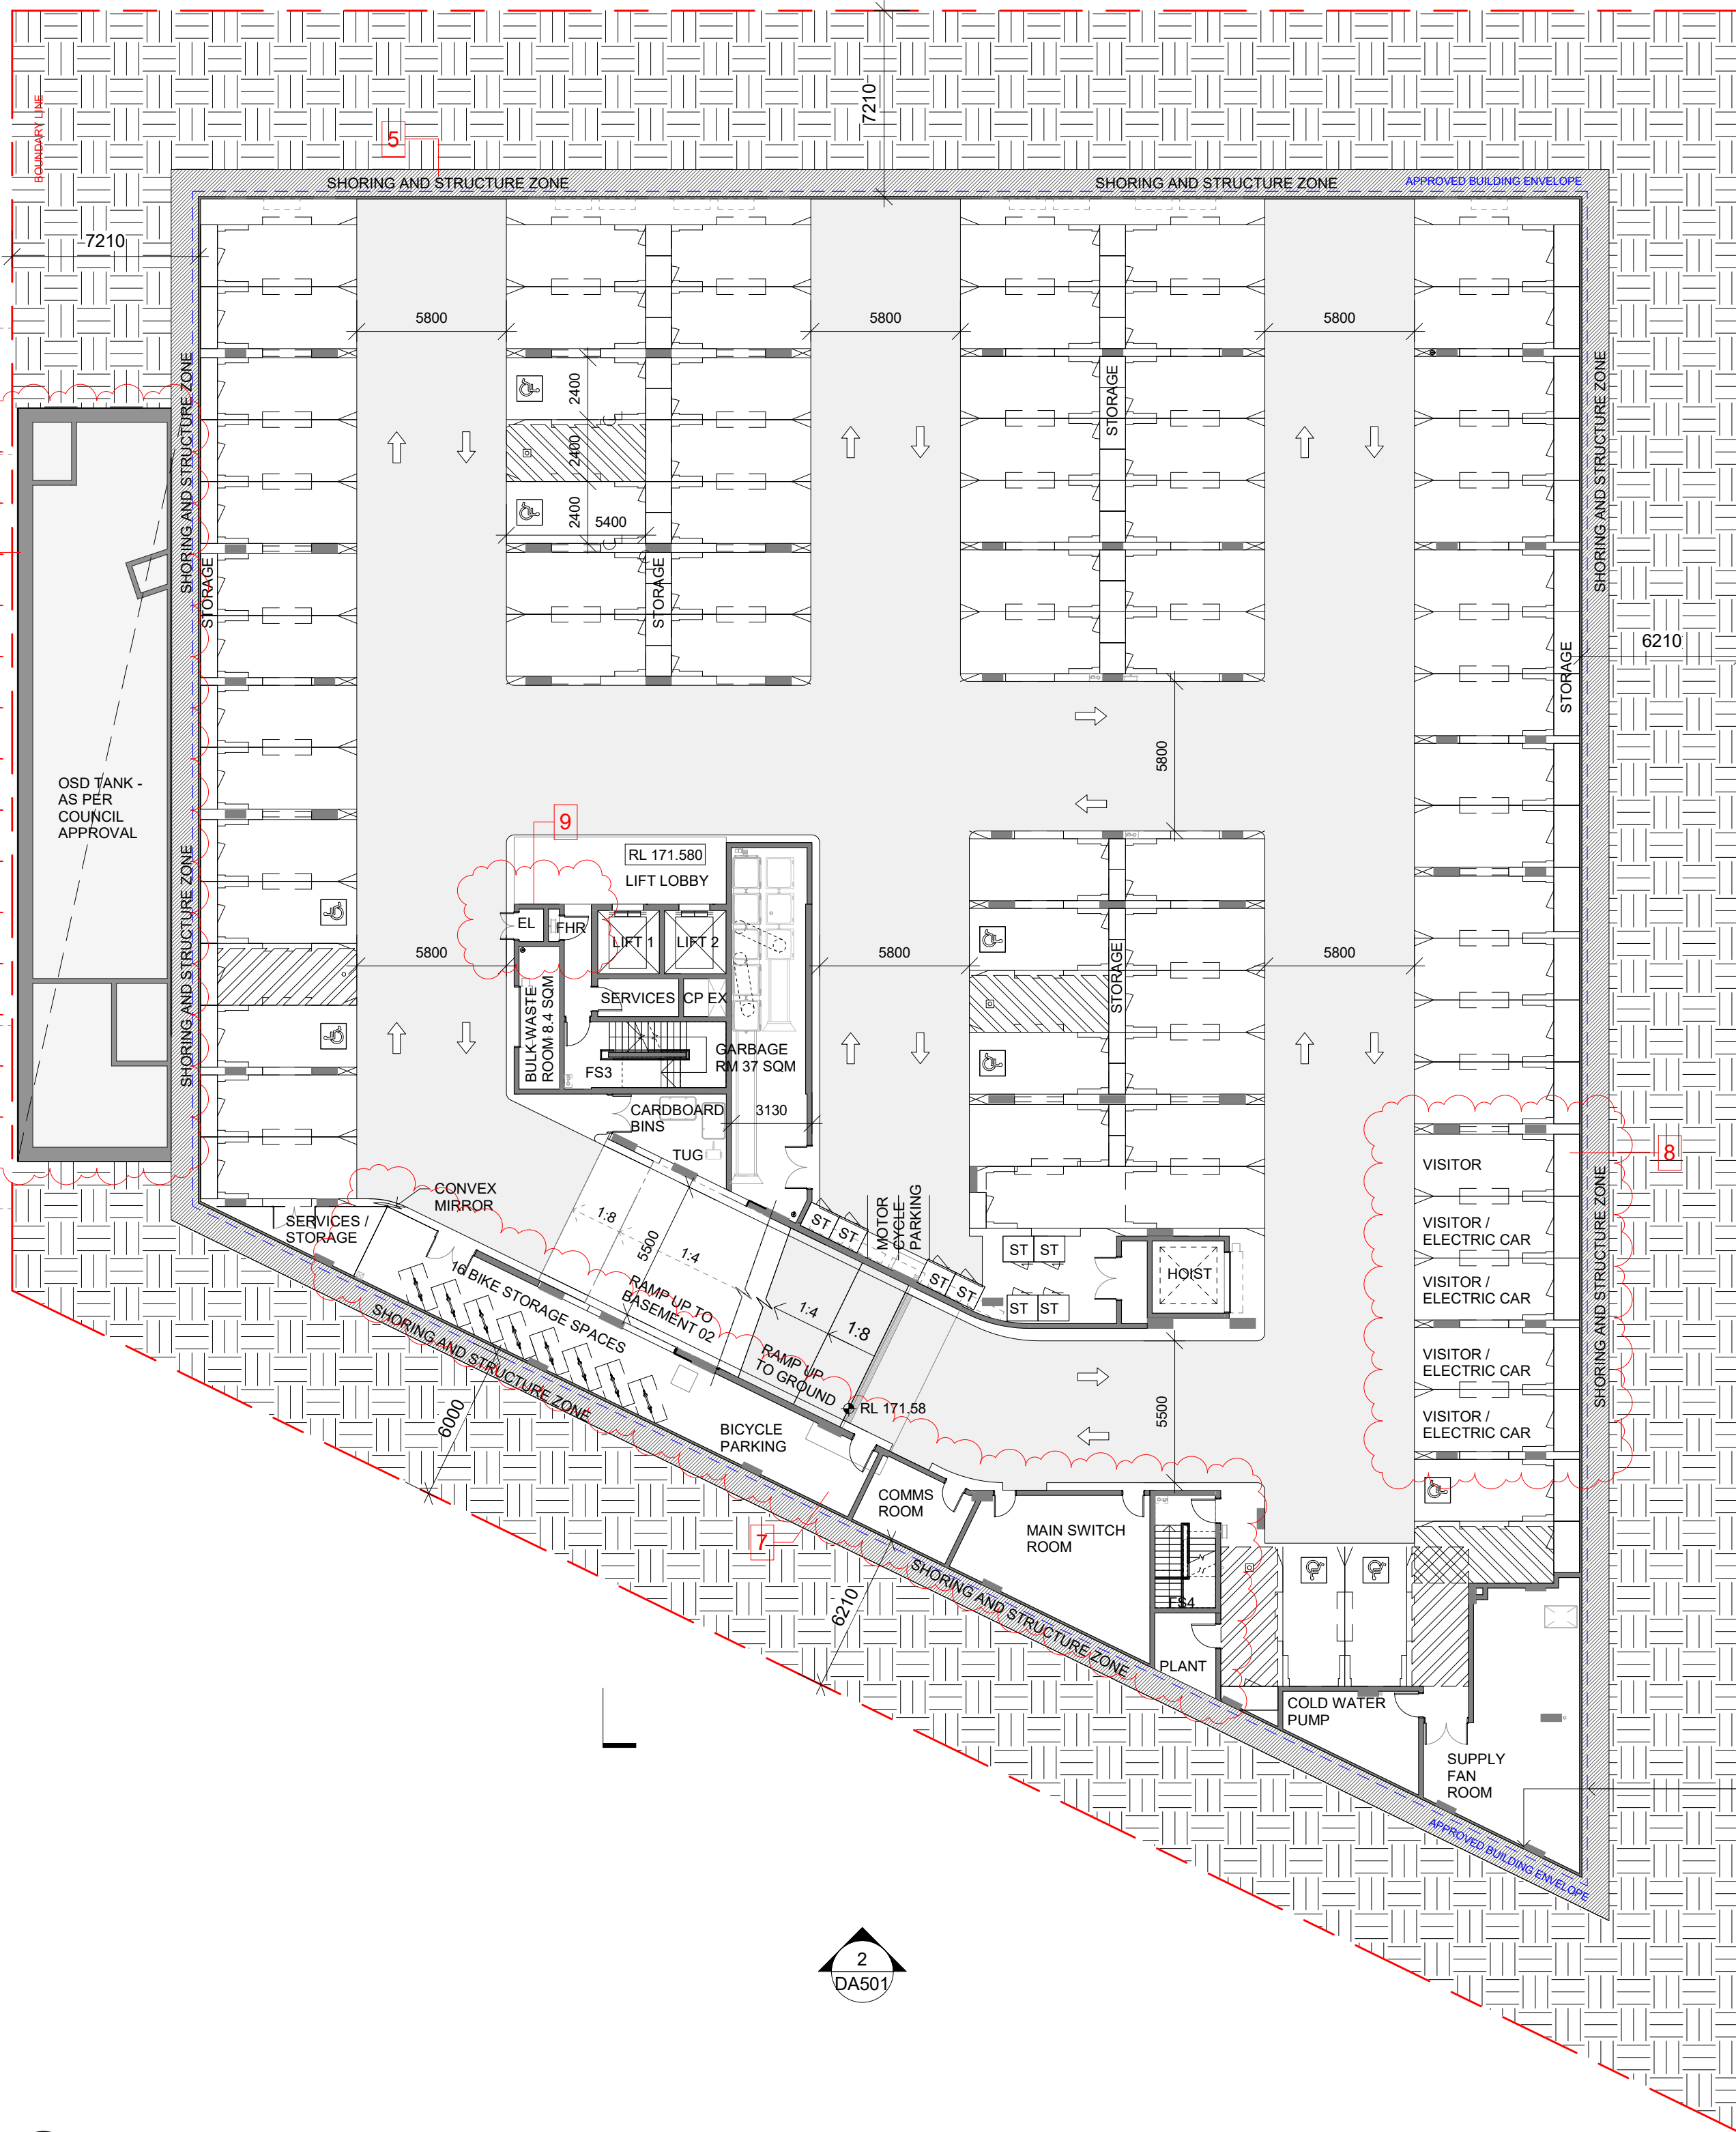 7210
BOUNDARY LINE
5
SHORING AND STRUCTURE ZONE
SHORING AND STRUCTURE ZONE
APPROVED BUILDING ENVELOPE
7210
5800
5800
5800
SHORING AND STRUCTURE ZONE
2400
STORAGE
SHORING AND STRUCTURE ZONE
2400
2400
5400
STORAGE
STORAGE
6210
STORAGE
5800
OSD TANK -
AS PER
COUNCIL
APPROVAL
9
RL 171.580
LIFT LOBBY
SHORING AND STRUCTURE ZONE
EL
FHR
LIFT 1
LIFT 2
5800
5800
5800
STORAGE
SERVICES
CP EX
BULK WASTE
ROOM 8.4 SQM
GARBAGE
RM 37 SQM
FS3
CARDBOARD
BINS
3130
TUG
8
VISITOR
CONVEX
MIRROR
SERVICES /
STORAGE
1:8
5500
1:4
ST
ST
MOTOR
CYCLE
PARKING
VISITOR /
ELECTRIC CAR
ST
ST
HOIST
16 BIKE STORAGE SPACES
RAMP UP TO
BASEMENT 02
ST
ST
VISITOR /
ELECTRIC CAR
1:4
1:8
ST
ST
SHORING AND STRUCTURE ZONE
SHORING AND STRUCTURE ZONE
RAMP UP
TO GROUND
VISITOR /
ELECTRIC CAR
6000
RL 171.58
5500
VISITOR /
ELECTRIC CAR
BICYCLE
PARKING
COMMS
ROOM
7
MAIN SWITCH
ROOM
SHORING AND STRUCTURE ZONE
6210
FS4
PLANT
COLD WATER
PUMP
SUPPLY
FAN
ROOM
APPROVED BUILDING ENVELOPE
2
DA501